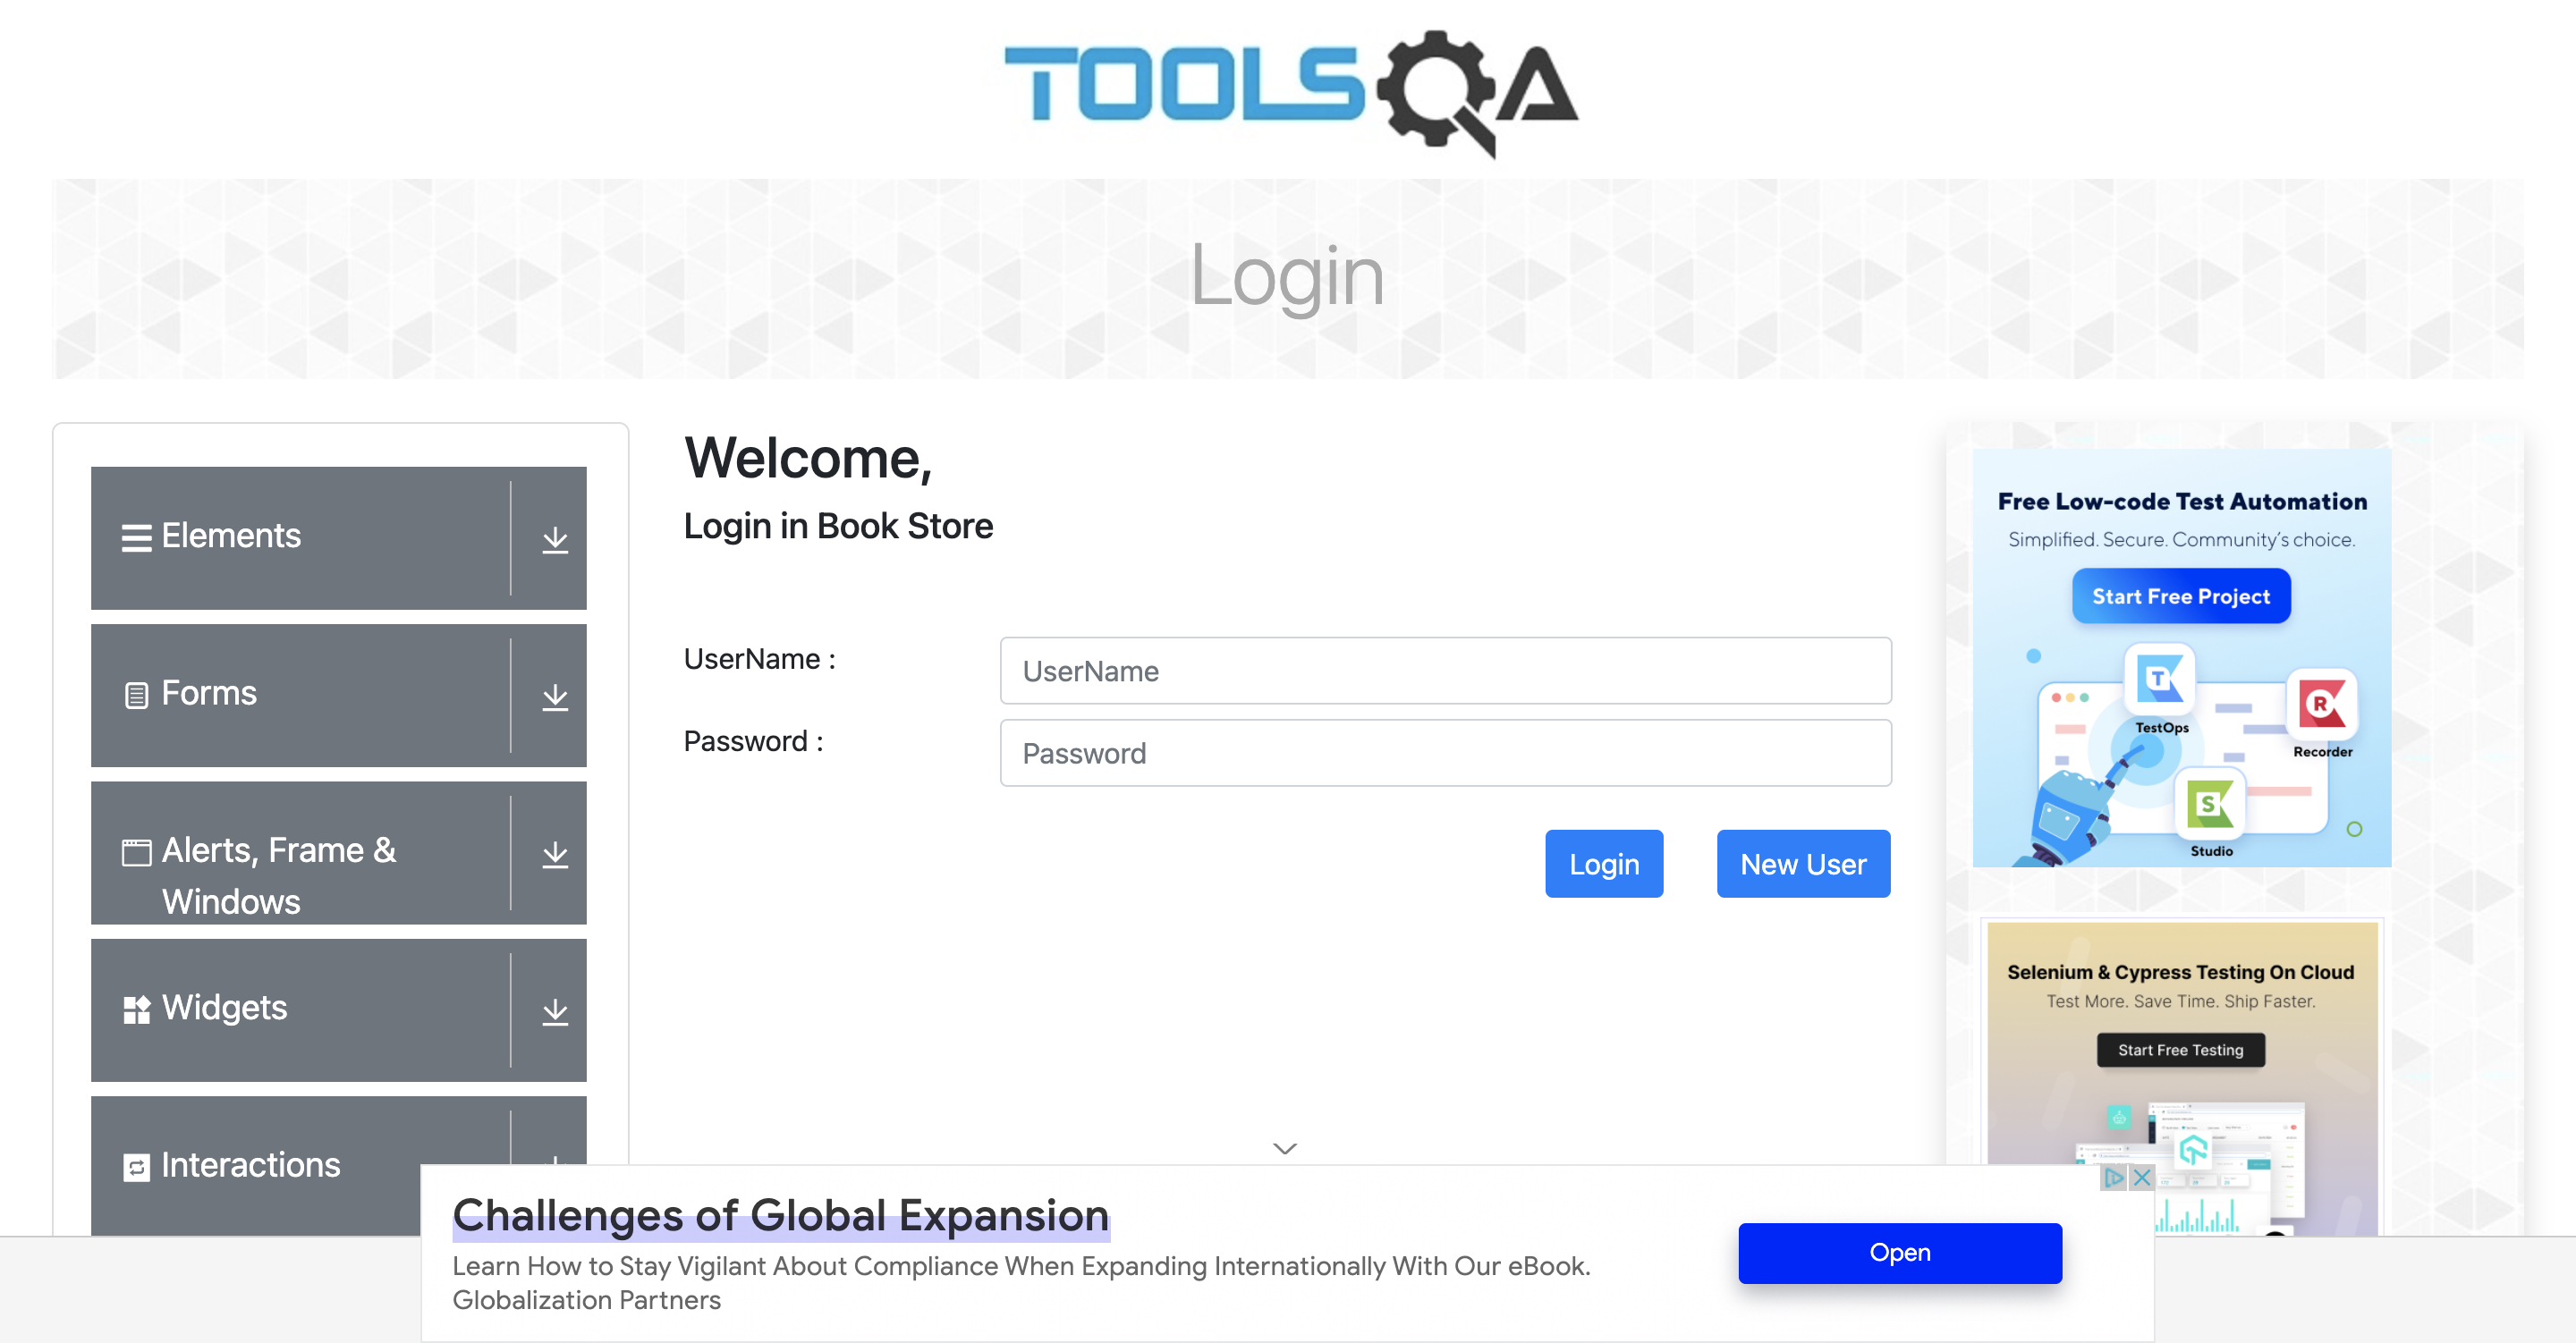 TOOLSQA
Login
Elements
Forms
Alerts, Frame &
Windows
Widgets
Interactions
Welcome,
Login in Book Store
UserName :
UserName
Password :
Password
Login
New User
Free Low-code Test Automation
Simplified. Secure. Community's choice.
Start Free Project
T
TestOps
R
Recorder
S
Studio
Selenium & Cypress Testing On Cloud
Test More. Save Time. Ship Faster.
Start Free Testing
Challenges of Global Expansion
Learn How to Stay Vigilant About Compliance When Expanding Internationally With Our eBook.
Globalization Partners
Open